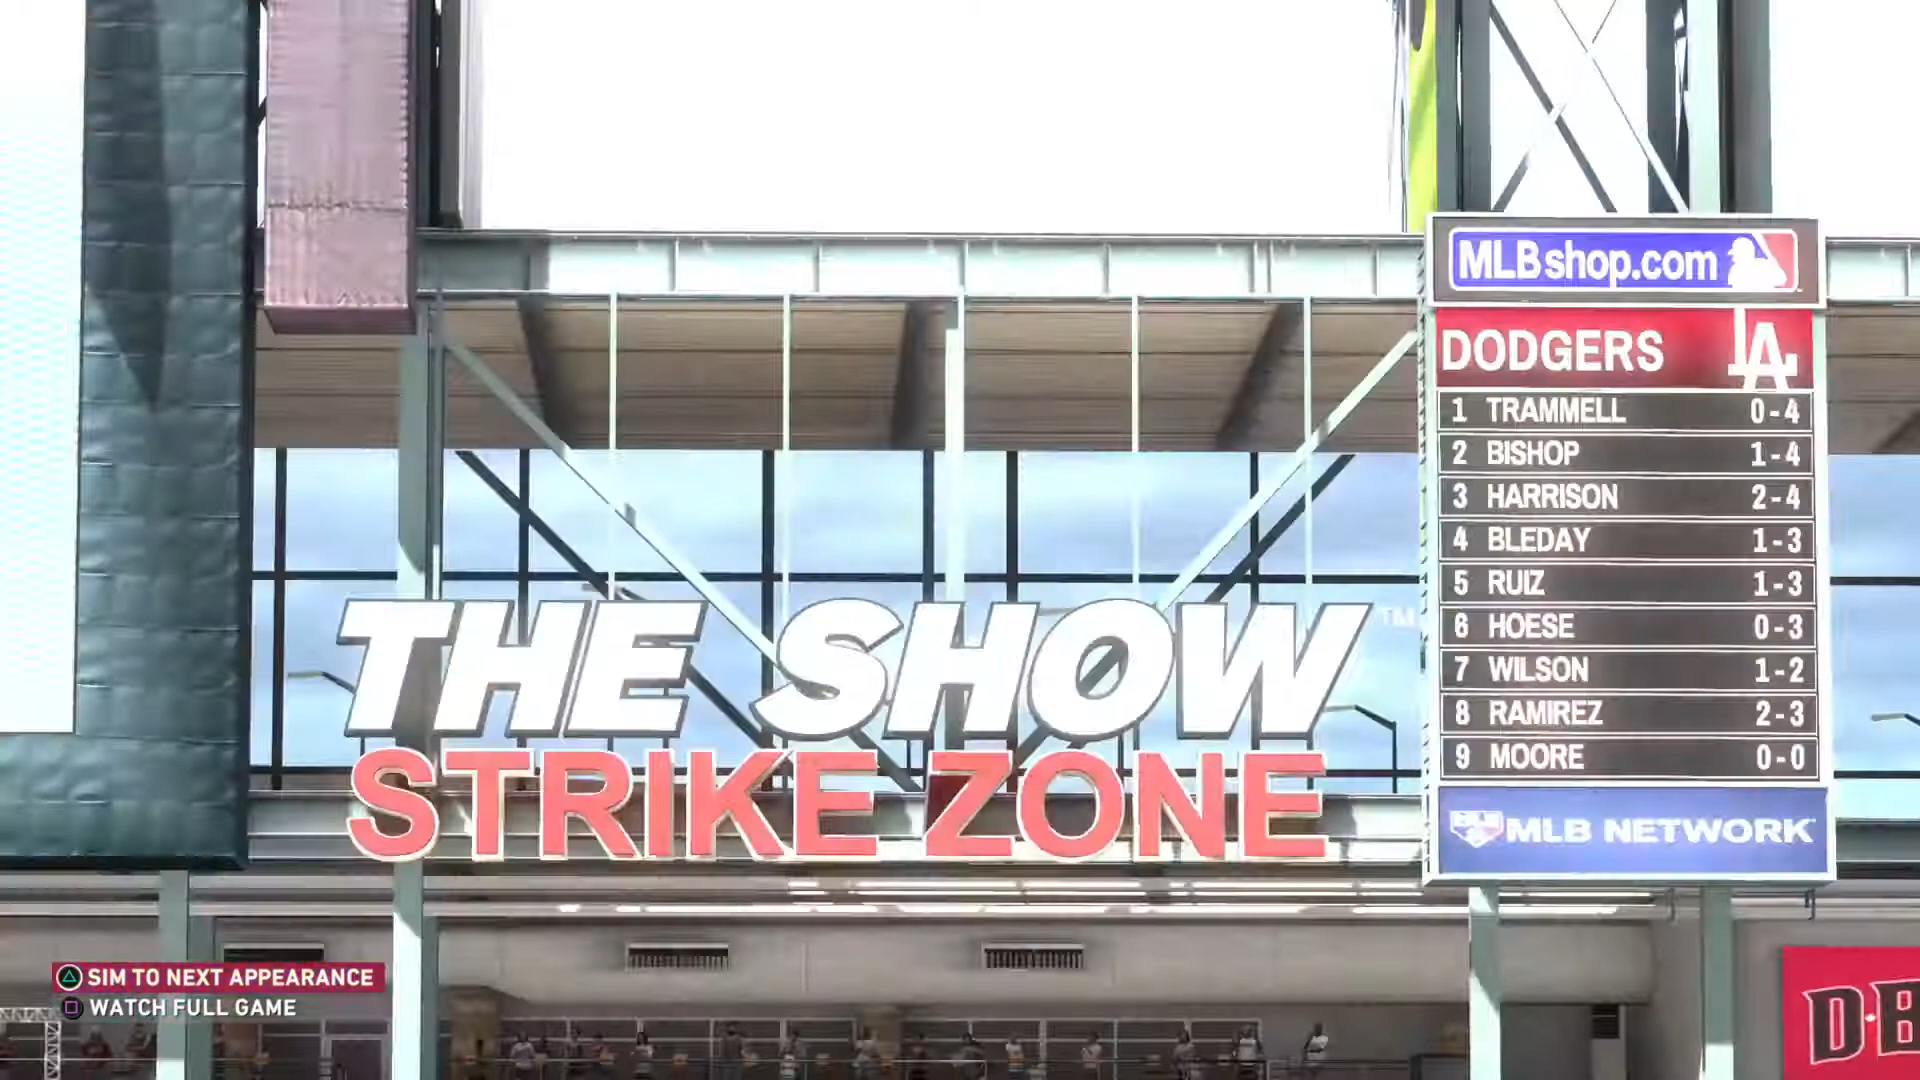 MLBshop.com
DODGERS LA
1 TRAMMELL 0-4
2 BISHOP 1-4
3 HARRISON 2-4
4 BLEDAY 1-3
5 RUIZ 1-3
6 HOESE 0-3
7 WILSON 1-2
8 RAMIREZ 2-3
9 MOORE 0-0
MLB NETWORK
THE SHOW™
STRIKE ZONE
SIM TO NEXT APPEARANCE
WATCH FULL GAME
D-B